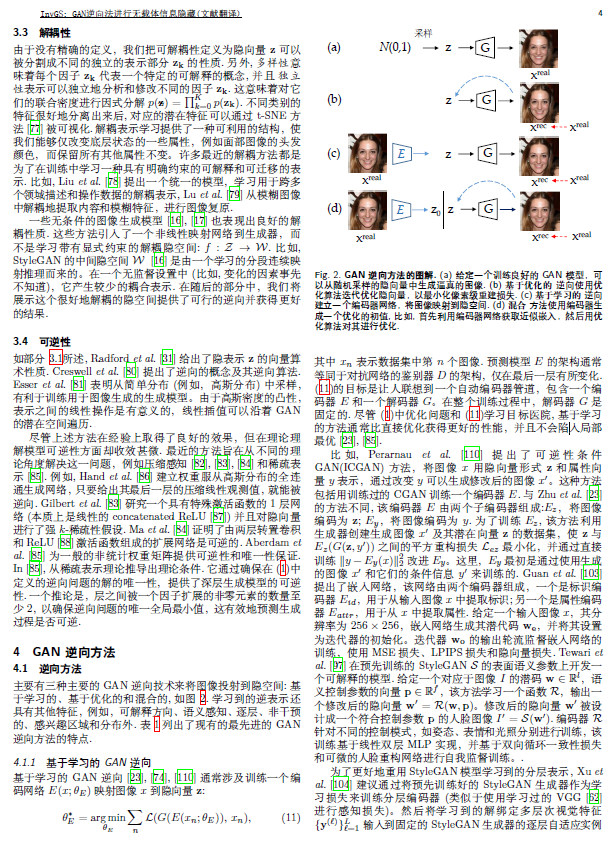 InvGS: GAN逆向法进行无载体信息隐藏(文献翻译)
4
3.3 解耦性
由于没有精确的定义，我们把可解耦性定义为隐向量 z 可以
被分割成不同的独立的表示部分 zk 的性质. 另外, 多样性意
味着每个因子 zk 代表一个特定的可解释的概念, 并且 独立
性表示可以独立地分析和修改不同的因子 zk. 这意味着对它
们的联合密度进行因式分解 p(z) = ∏ᴷₖ₌₀ p(zk). 不同类别的
特征很好地分离出来后, 对应的潜在特征可以通过 t-SNE 方
法 [77] 被可视化. 解耦表示学习提供了一种可利用的结构，使
我们能够仅改变底层状态的一些属性，例如面部图像的头发
颜色，而保留所有其他属性不变。许多最近的解耦方法都是
为了在训练中学习一种具有明确约束的可解释和可迁移的表
示. 比如, Liu et al. [78] 提出一个统一的模型，学习用于跨多
个领域描述和操作数据的解耦表示, Lu et al. [79] 从模糊图像
中解耦地提取内容和模糊特征，进行图像复原.
一些无条件的图像生成模型 [16], [17] 也表现出良好的解
耦性质. 这些方法引入了一个非线性映射网络到生成器，而
不是学习带有显式约束的解耦隐空间: f : Z → W. 比如,
StyleGAN 的中间隐空间 W [16] 是由一个学习的分段连续映
射推理而来的。在一个无监督设置中 (比如, 变化的因素事先
不知道)，它产生较少的耦合表示. 在随后的部分中，我们将
展示这个很好地解耦的隐空间提供了可行的逆向并获得更好
的结果.
3.4 可逆性
如部分 3.1所述, Radford et al. [31] 给出了隐表示 z 的向量算
术性质. Creswell et al. [80] 提出了逆向的概念及其逆向算法.
Esser et al. [81] 表明从简单分布 (例如，高斯分布) 中采样,
有利于训练用于图像生成的生成模型。由于高斯密度的凸性,
表示之间的线性操作是有意义的，线性插值可以沿着 GAN
的潜在空间遍历.
尽管上述方法在经验上取得了良好的效果，但在理论理
解模型可逆性方面却收效甚微. 最近的方法旨在从不同的理
论角度解决这一问题，例如压缩感知 [82], [83], [84] 和稀疏表
示 [85]. 例如, Hand et al. [86] 建立权重服从高斯分布的全连
通生成网络，只要给出其最后一层的压缩线性观测值，就能被
逆向. Gilbert et al. [83] 研究一个具有特殊激活函数的 1 层网
络 (本质上是线性的 concatenated ReLU [87]) 并且对隐向量
进行了强 k-稀疏性假设. Ma et al. [84]证明了由两层转置卷积
和 ReLU [88] 激活函数组成的扩展网络是可逆的. Aberdam et
al. [85] 为一般的非统计权重矩阵提供可逆性和唯一性保证.
In [85], 从稀疏表示理论推导出理论条件. 它通过确保在 (1)中
定义的逆向问题的解的唯一性，提供了深层生成模型的可逆
性. 一个推论是，层之间被一个因子扩展的非零元素的数量至
少 2，以确保逆向问题的唯一全局最小值，这有效地预测生成
过程是否可逆.
4 GAN 逆向方法
4.1 逆向方法
主要有三种主要的 GAN 逆向技术来将图像投射到隐空间: 基
于学习的、基于优化的和混合的, 如图 2. 学习到的逆表示还
具有其他特征，例如，可解释方向、语义感知、逐层、非干预
的、感兴趣区域和分布外. 表 1列出了现有的最先进的 GAN
逆向方法的特点.
4.1.1 基于学习的 GAN 逆向
基于学习的 GAN 逆向 [23], [74], [110] 通常涉及训练一个编
码网络 E(x; θE) 映射图像 x 到隐向量 z:
θ*E = arg min θE ∑n L(G(E(xn; θE)), xn), (11)
(a) N(0,1) 采样 z G xreal
(b) z G xrec xreal
(c) E z G xreal xrec xreal
(d) E z0 z G xreal xrec xreal
Fig. 2. GAN 逆向方法的图解. (a) 给定一个训练良好的 GAN 模型，可
以从随机采样的隐向量中生成逼真的图像. (b) 基于优化的 逆向使用优
化算法迭代优化隐向量，以最小化像素级重建损失. (c) 基于学习的 逆向
建立一个编码器网络，将图像映射到隐空间. (d) 混合 方法使用编码器生
成一个优化的初值. 比如, 首先利用编码器网络获取近似嵌入，然后用优
化算法对其进行优化.
其中 xn 表示数据集中第 n 个图像. 预测模型 E 的架构通常
等同于对抗网络的鉴别器 D 的架构，仅在最后一层有所变化.
(11)的目标是让人联想到一个自动编码器管道，包含一个编
码器 E 和一个解码器 G。在整个训练过程中，解码器 G 是
固定的. 尽管 (1)中优化问题和 (11)学习目标医院, 基于学习
的方法通常比直接优化获得更好的性能，并且不会陷入局部
最优 [23], [85].
比如, Perarnau et al. [110] 提出了可逆性条件
GAN(ICGAN) 方法，将图像 x 用隐向量形式 z 和属性向
量 y 表示，通过改变 y 可以生成修改后的图像 x′。这种方法
包括用训练过的 CGAN 训练一个编码器 E. 与 Zhu et al. [23]
的方法不同, 该编码器 E 由两个子编码器组成:Ez，将图像
编码为 z; Ey，将图像编码为 y. 为了训练 Ez，该方法利用生
成器创建生成图像 x′ 及其潜在向量 z 的数据集，使 z 与
Ez(G(z, y′)) 之间的平方重构损失 Lez 最小化，并通过直接
训练 ||y − Ey(x)||²₂ 改进 Ey。这里，Ey 最初是通过使用生成
的图像 x′ 和它们的条件信息 y′ 来训练的. Guan et al. [103]
提出了嵌入网络，该网络由两个编码器组成，一个是标识编
码器 Eid，用于从输入图像 x 中提取标识; 另一个是属性编码
器 Eattr，用于从 x 中提取属性. 给定一个输入图像 x，其分
辨率为 256 × 256，嵌入网络生成其潜代码 we，并将其设置
为迭代器的初始化. 迭代器 wo 的输出轮流监督嵌入网络的
训练、使用 MSE 损失、LPIPS 损失和隐向量损失. Tewari et
al. [97] 在预训练的 StyleGAN S 的表面语义参数上开发一
个可解释的模型. 给定一个对应于图像 I 的潜码 w ∈ ℝˡ，语
义控制参数的向量 p ∈ ℝᶠ，该方法学习一个函数 R，输出一
个修改后的隐向量 w′ = R(w, p)。修改后的隐向量 w′ 被设
计成一个符合控制参数 p 的人脸图像 I′ = S(w′). 编码器 R
针对不同的控制模式，如姿态、表情和光照分别进行训练，该
训练基于线性双层 MLP 实现，并基于双向循环一致性损失
和可微的人脸重构网络进行自我监督训练。.
为了更好地重用 StyleGAN 模型学习到的分层表示，Xu et
al. [104] 建议通过将预先训练好的 StyleGAN 生成器作为学
习损失来训练分层编码器 (类似于使用学习过的 VGG [62]
进行感知损失)。然后将学习到的解绑定多层次视觉特征
{y⁽ℓ⁾}ᴸℓ₌₁ 输入到固定的 StyleGAN 生成器的逐层自适应实例